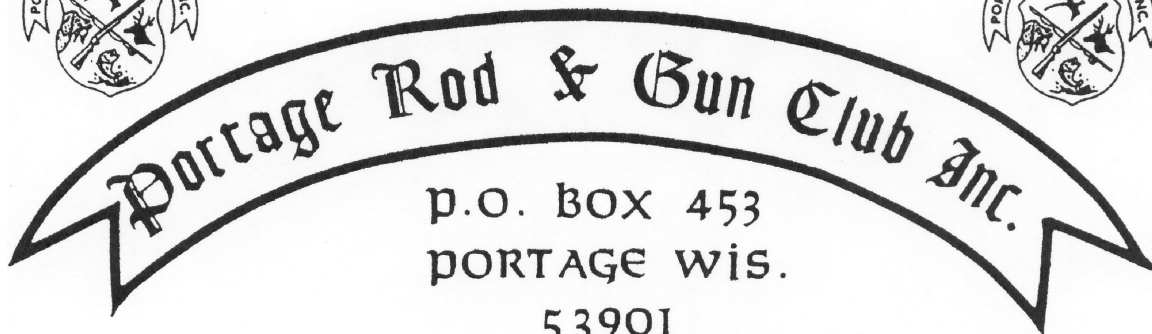 Portage Rod & Gun Club Inc.
P.O. BOX 453
PORTAGE WIS.
53901